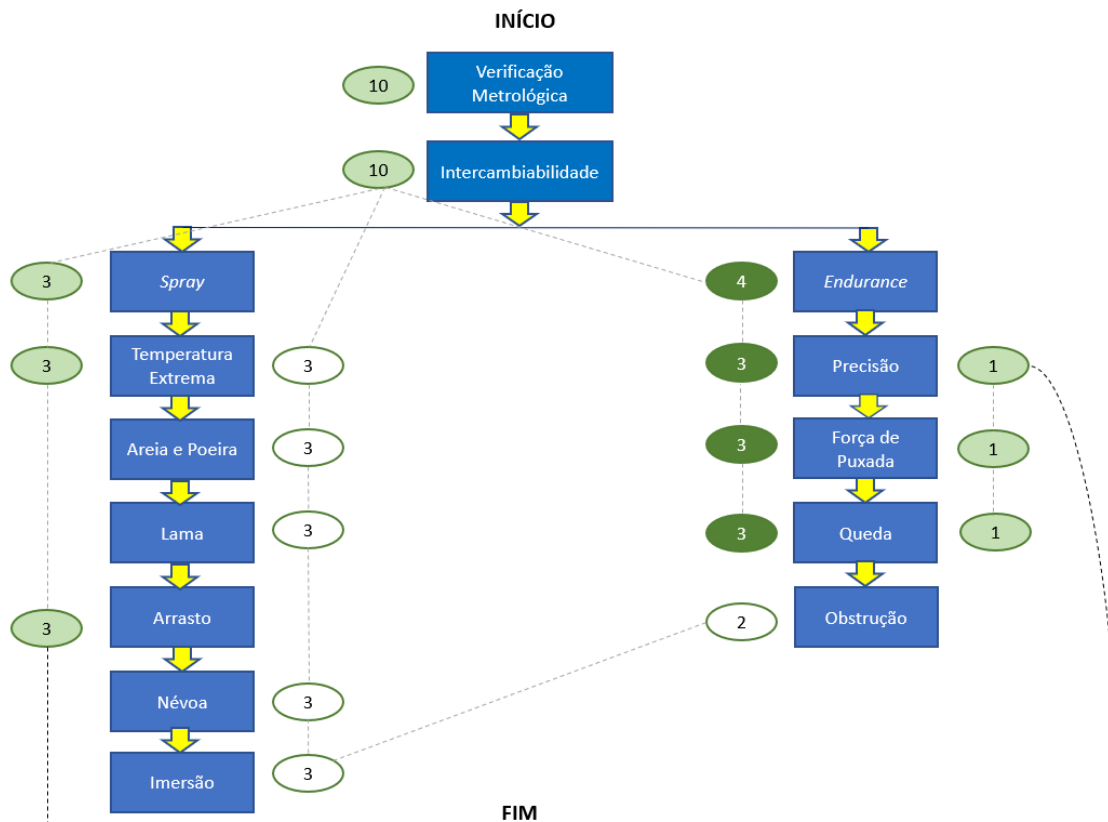 INÍCIO
10
Verificação
Metrológica
10
Intercambiabilidade
3
Spray
4
Endurance
3
Temperatura
Extrema
3
3
Precisão
1
Areia e Poeira
3
3
Força de
Puxada
1
Lama
3
3
Queda
1
3
Arrasto
2
Obstrução
Névoa
3
Imersão
3
FIM